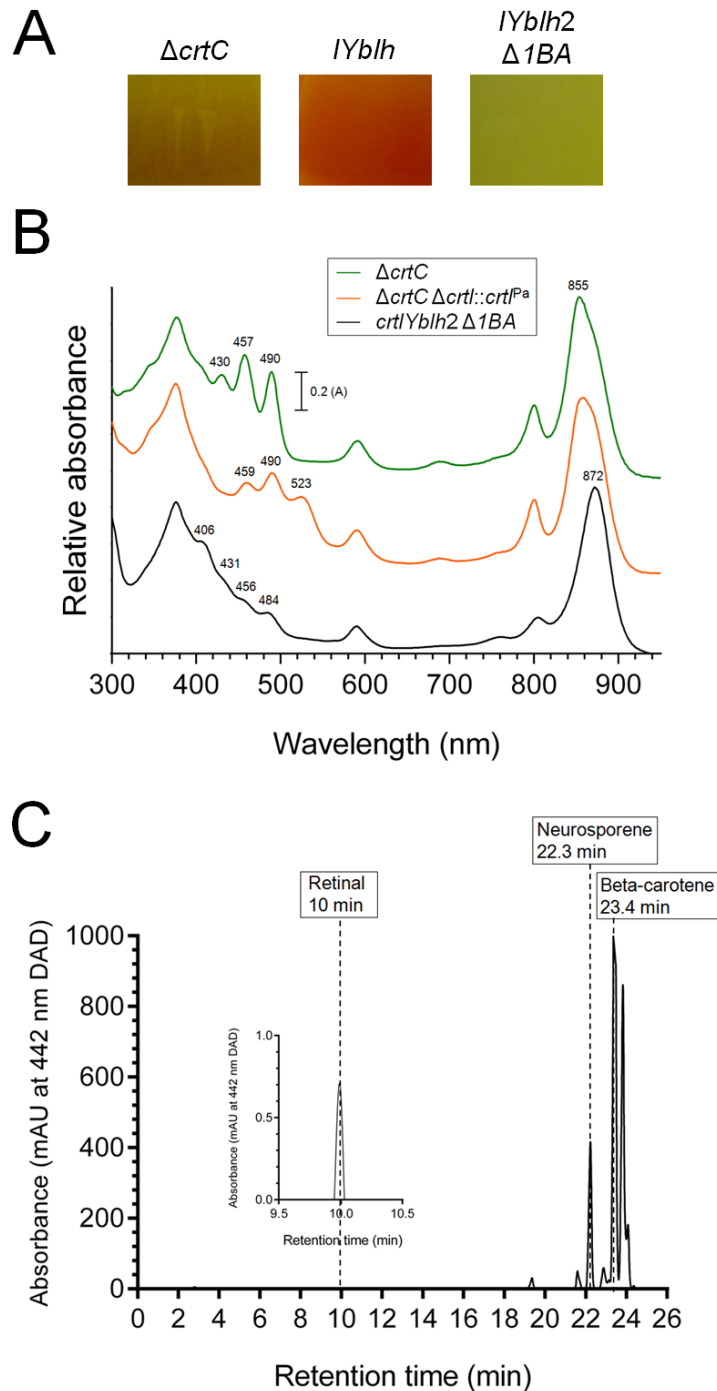 A
ΔcrtC
IYblh
IYblh2
Δ1BA
B
ΔcrtC
ΔcrtC ΔcrtI::crtIᴾᵃ
crtIYblh2 Δ1BA
855
430
457
490
0.2 (A)
459
490
523
872
406
431
456
484
Relative absorbance
300
400
500
600
700
800
900
Wavelength (nm)
C
Neurosporene
22.3 min
Retinal
10 min
Beta-carotene
23.4 min
Absorbance (mAU at 442 nm DAD)
1000
800
600
400
200
0
Absorbance (mAU at 442 nm DAD)
1.0
0.5
0.0
9.5
10.0
10.5
Retention time (min)
0
2
4
6
8
10
12
14
16
18
20
22
24
26
Retention time (min)